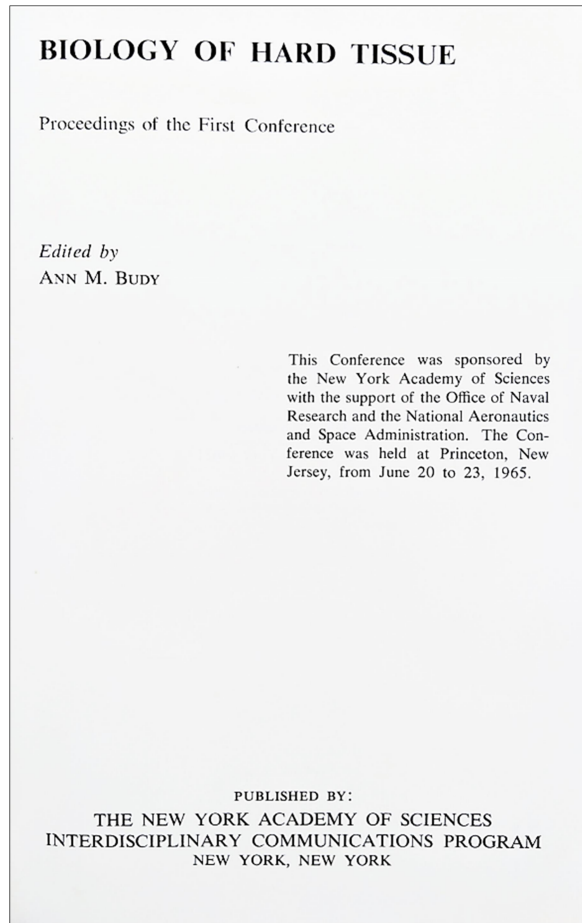 BIOLOGY OF HARD TISSUE
Proceedings of the First Conference
Edited by
ANN M. BUDY
This Conference was sponsored by
the New York Academy of Sciences
with the support of the Office of Naval
Research and the National Aeronautics
and Space Administration. The Con-
ference was held at Princeton, New
Jersey, from June 20 to 23, 1965.
PUBLISHED BY:
THE NEW YORK ACADEMY OF SCIENCES
INTERDISCIPLINARY COMMUNICATIONS PROGRAM
NEW YORK, NEW YORK